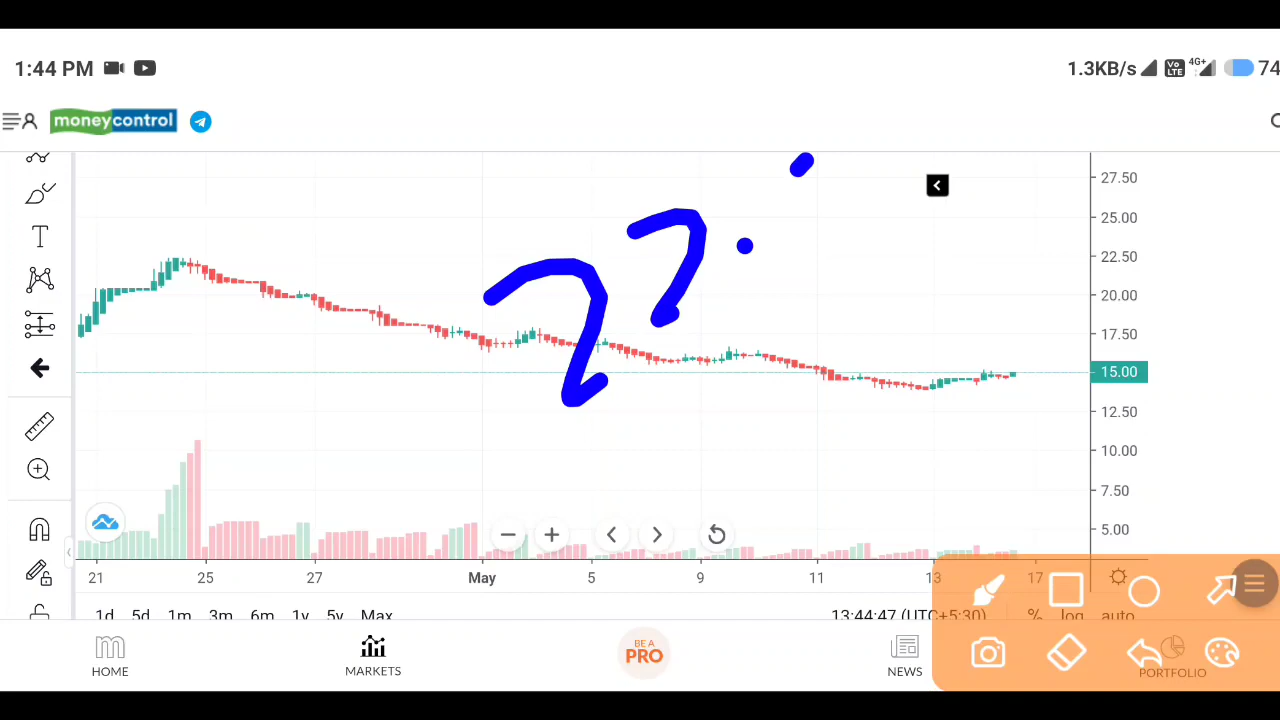 1:44 PM 1.3KB/s Vo LTE 4G+ 74
moneycontrol
27.50
25.00
22.50
20.00
17.50
15.00
12.50
10.00
7.50
5.00
T
21 25 27 May 5 9 11 13 17
1d 5d 1m 3m 6m 1y 5y Max 13:44:47 (UTC+5:30) % log auto
HOME MARKETS BE A PRO NEWS PORTFOLIO